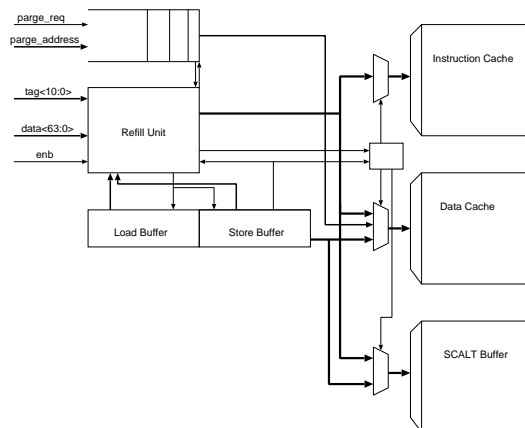 parge_req
parge_address
Instruction Cache
tag<10:0>
Refill Unit
data<63:0>
enb
Load Buffer
Store Buffer
Data Cache
SCALT Buffer